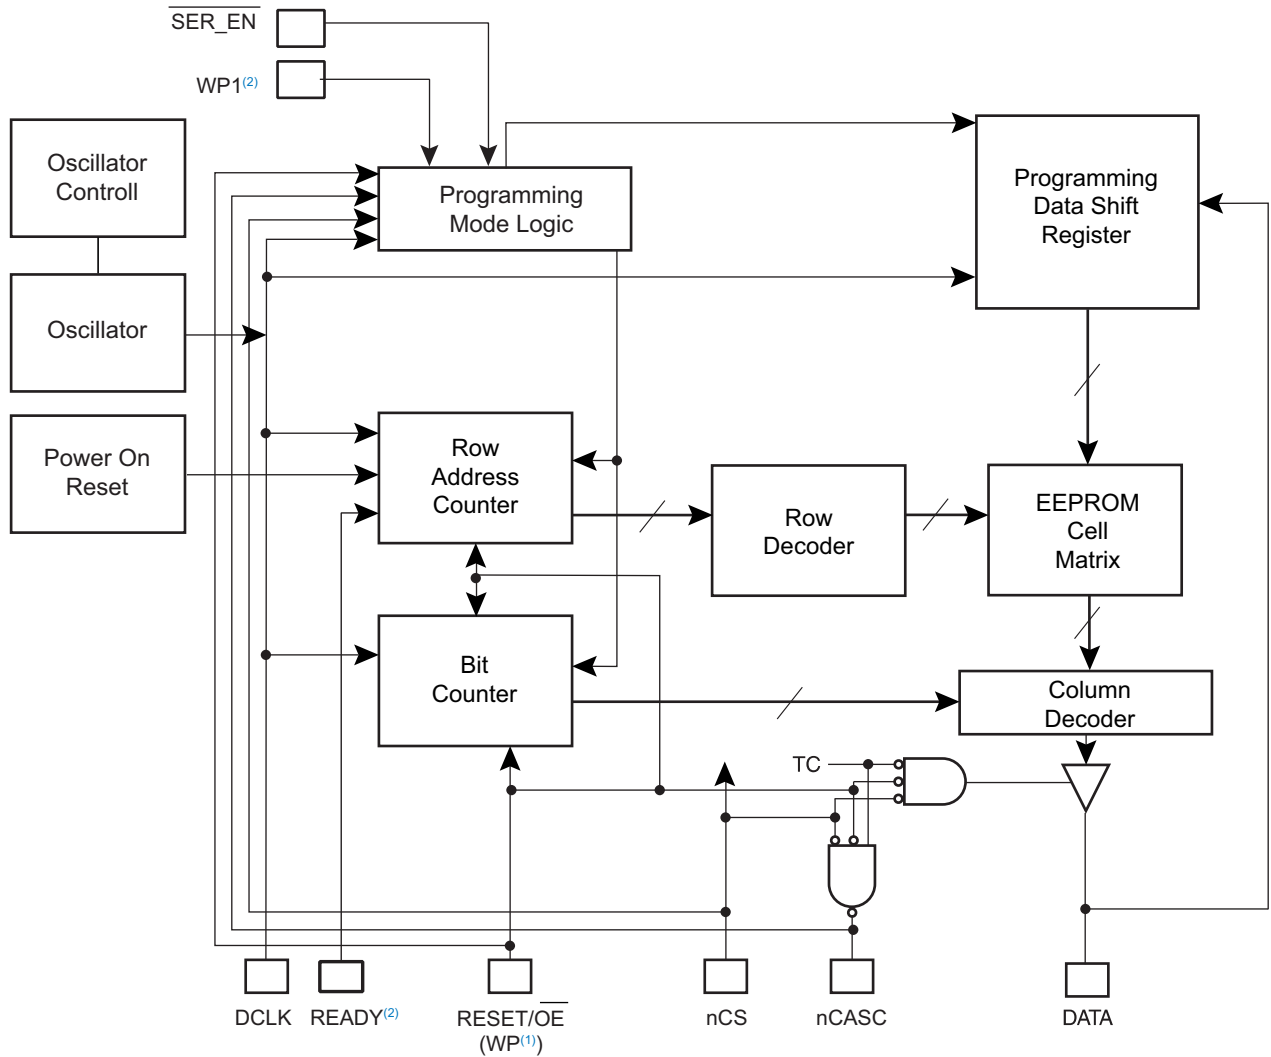 SER_EN
WP1(2)
Oscillator
Controll
Programming
Mode Logic
Programming
Data Shift
Register
Oscillator
Power On
Reset
Row
Address
Counter
Row
Decoder
EEPROM
Cell
Matrix
Bit
Counter
Column
Decoder
TC
DCLK
READY(2)
RESET/OE
(WP(1))
nCS
nCASC
DATA